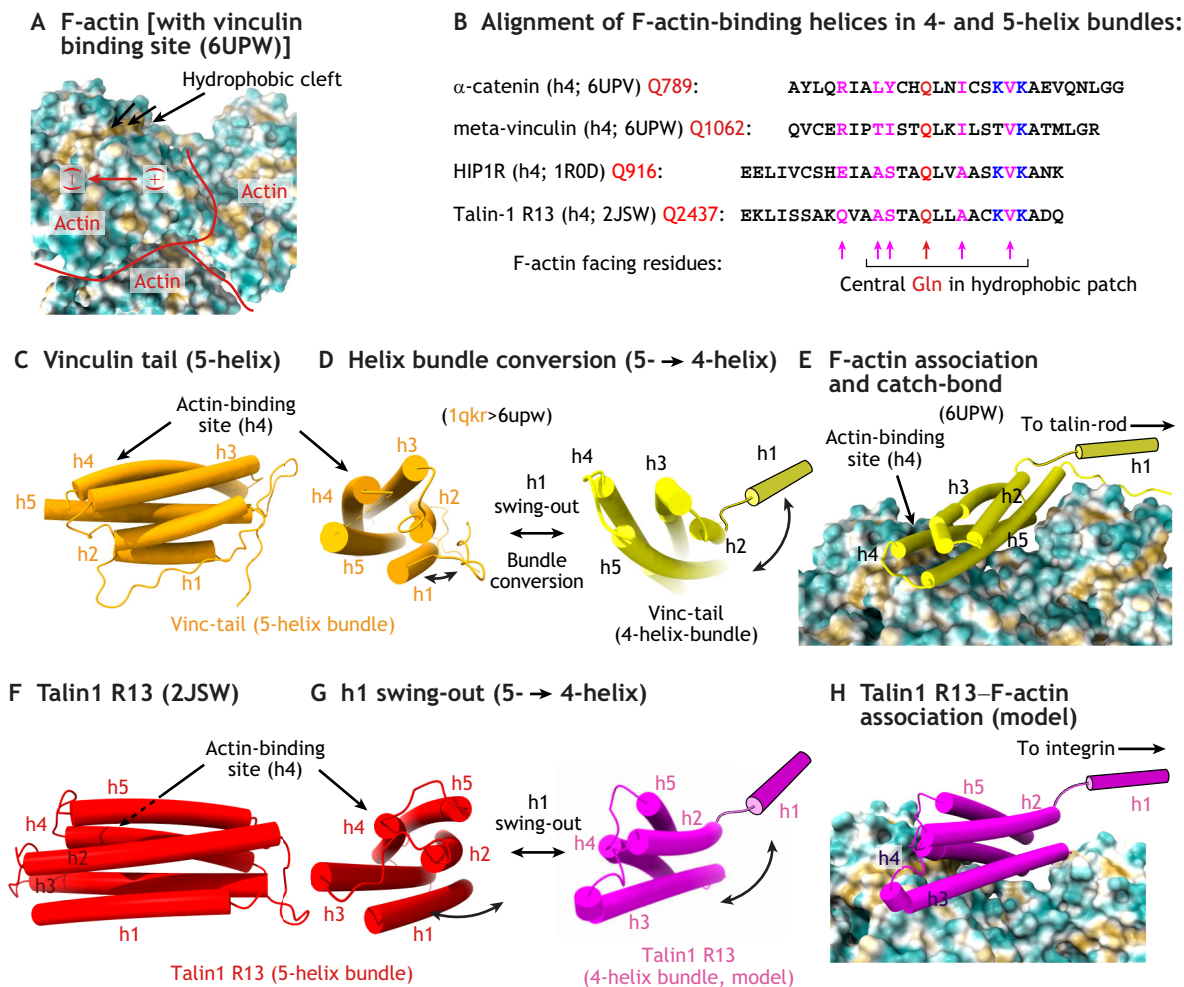 A F-actin [with vinculin
binding site (6UPW)]
Hydrophobic cleft
(−)
(+)
Actin
Actin
Actin
B Alignment of F-actin-binding helices in 4- and 5-helix bundles:
α-catenin (h4; 6UPV) Q789: AYLQRIALYCHQLNICSKVKAEVQNLGG
meta-vinculin (h4; 6UPW) Q1062: QVCERIPTISTQLKILSTVKATMLGR
HIP1R (h4; 1R0D) Q916: EELIVCSHEIAASTAQLVAASKVKANK
Talin-1 R13 (h4; 2JSW) Q2437: EKLISSAKQVAASTAQLLAACKVKADQ
F-actin facing residues:
Central Gln in hydrophobic patch
C Vinculin tail (5-helix)
Actin-binding
site (h4)
h4
h3
h5
h2
h1
Vinc-tail (5-helix bundle)
D Helix bundle conversion (5- → 4-helix)
(1qkr>6upw)
h3
h4
h2
h5
h1
h1
swing-out
Bundle
conversion
h4
h3
h1
h2
h5
Vinc-tail
(4-helix-bundle)
E F-actin association
and catch-bond
(6UPW)
To talin-rod
Actin-binding
site (h4)
h1
h3
h2
h5
h4
F Talin1 R13 (2JSW)
Actin-binding
site (h4)
h5
h4
h2
h3
h1
Talin1 R13 (5-helix bundle)
G h1 swing-out (5- → 4-helix)
h5
h4
h2
h3
h1
h1
swing-out
h5
h2
h1
h4
h3
Talin1 R13
(4-helix bundle, model)
H Talin1 R13–F-actin
association (model)
To integrin
h5
h2
h1
h4
h3